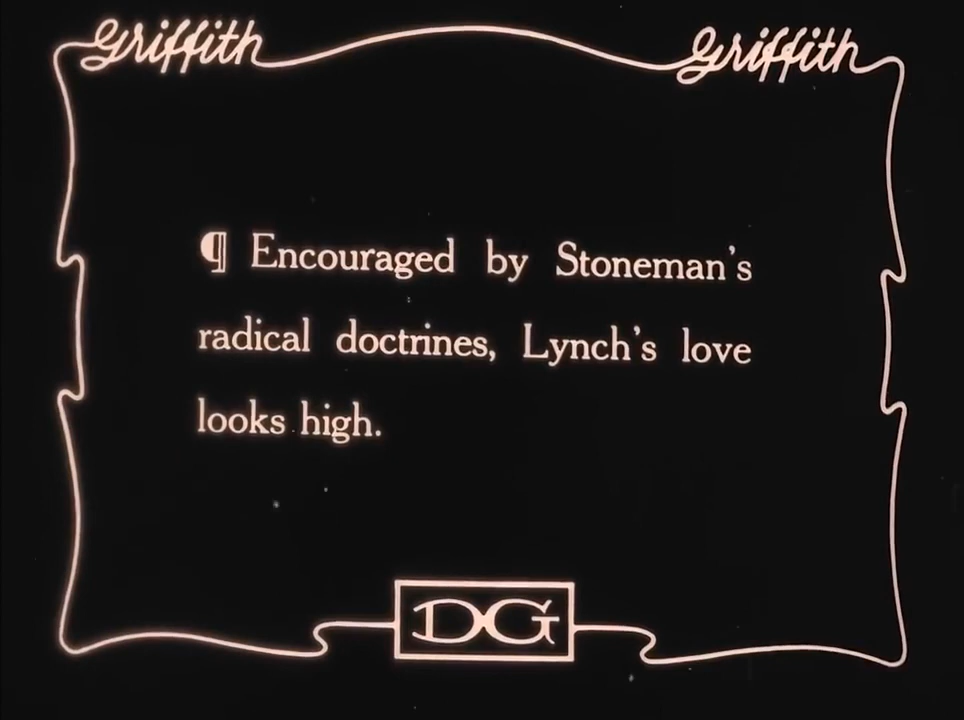 Griffith Griffith
¶ Encouraged by Stoneman's
radical doctrines, Lynch's love
looks high.
DG